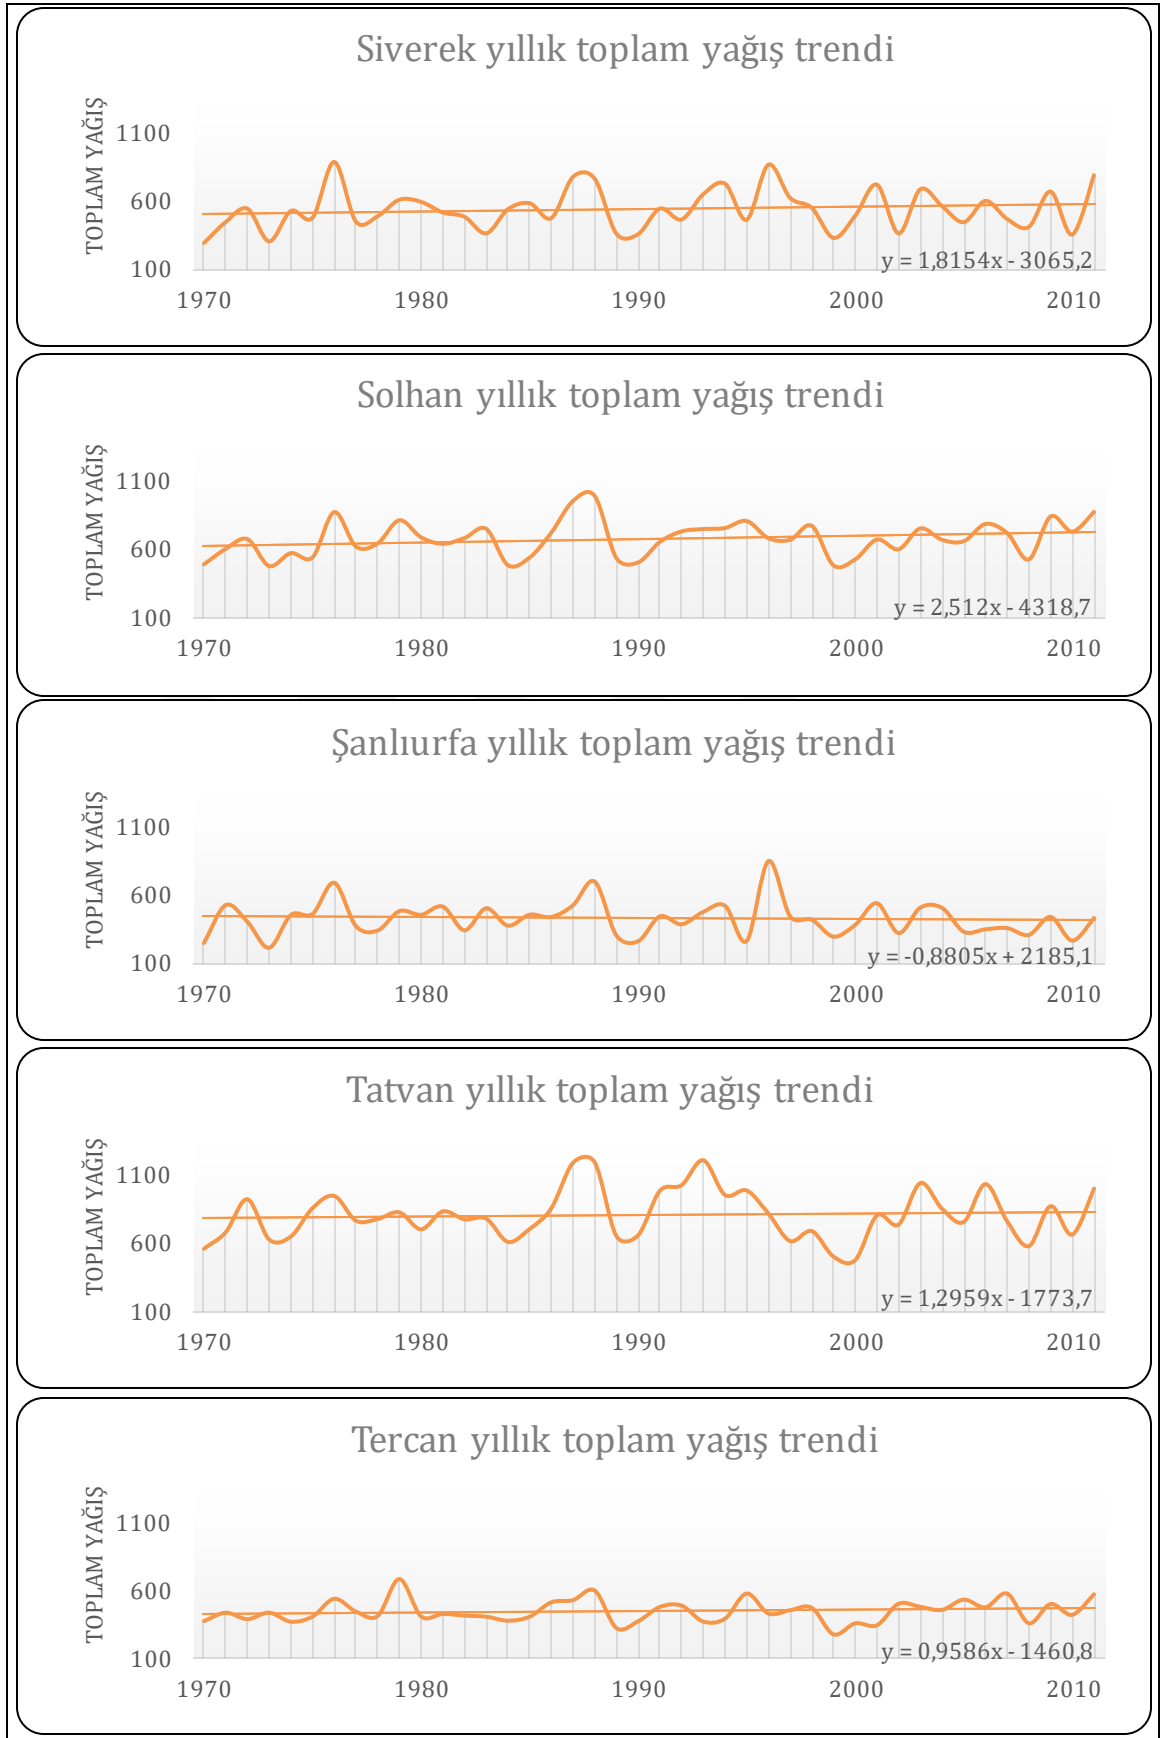 Siverek yıllık toplam yağış trendi
TOPLAM YAĞIŞ
1100
600
100
y = 1,8154x - 3065,2
1970 1980 1990 2000 2010
Solhan yıllık toplam yağış trendi
TOPLAM YAĞIŞ
1100
600
100
y = 2,512x - 4318,7
1970 1980 1990 2000 2010
Şanlıurfa yıllık toplam yağış trendi
TOPLAM YAĞIŞ
1100
600
100
y = -0,8805x + 2185,1
1970 1980 1990 2000 2010
Tatvan yıllık toplam yağış trendi
TOPLAM YAĞIŞ
1100
600
100
y = 1,2959x - 1773,7
1970 1980 1990 2000 2010
Tercan yıllık toplam yağış trendi
TOPLAM YAĞIŞ
1100
600
100
y = 0,9586x - 1460,8
1970 1980 1990 2000 2010